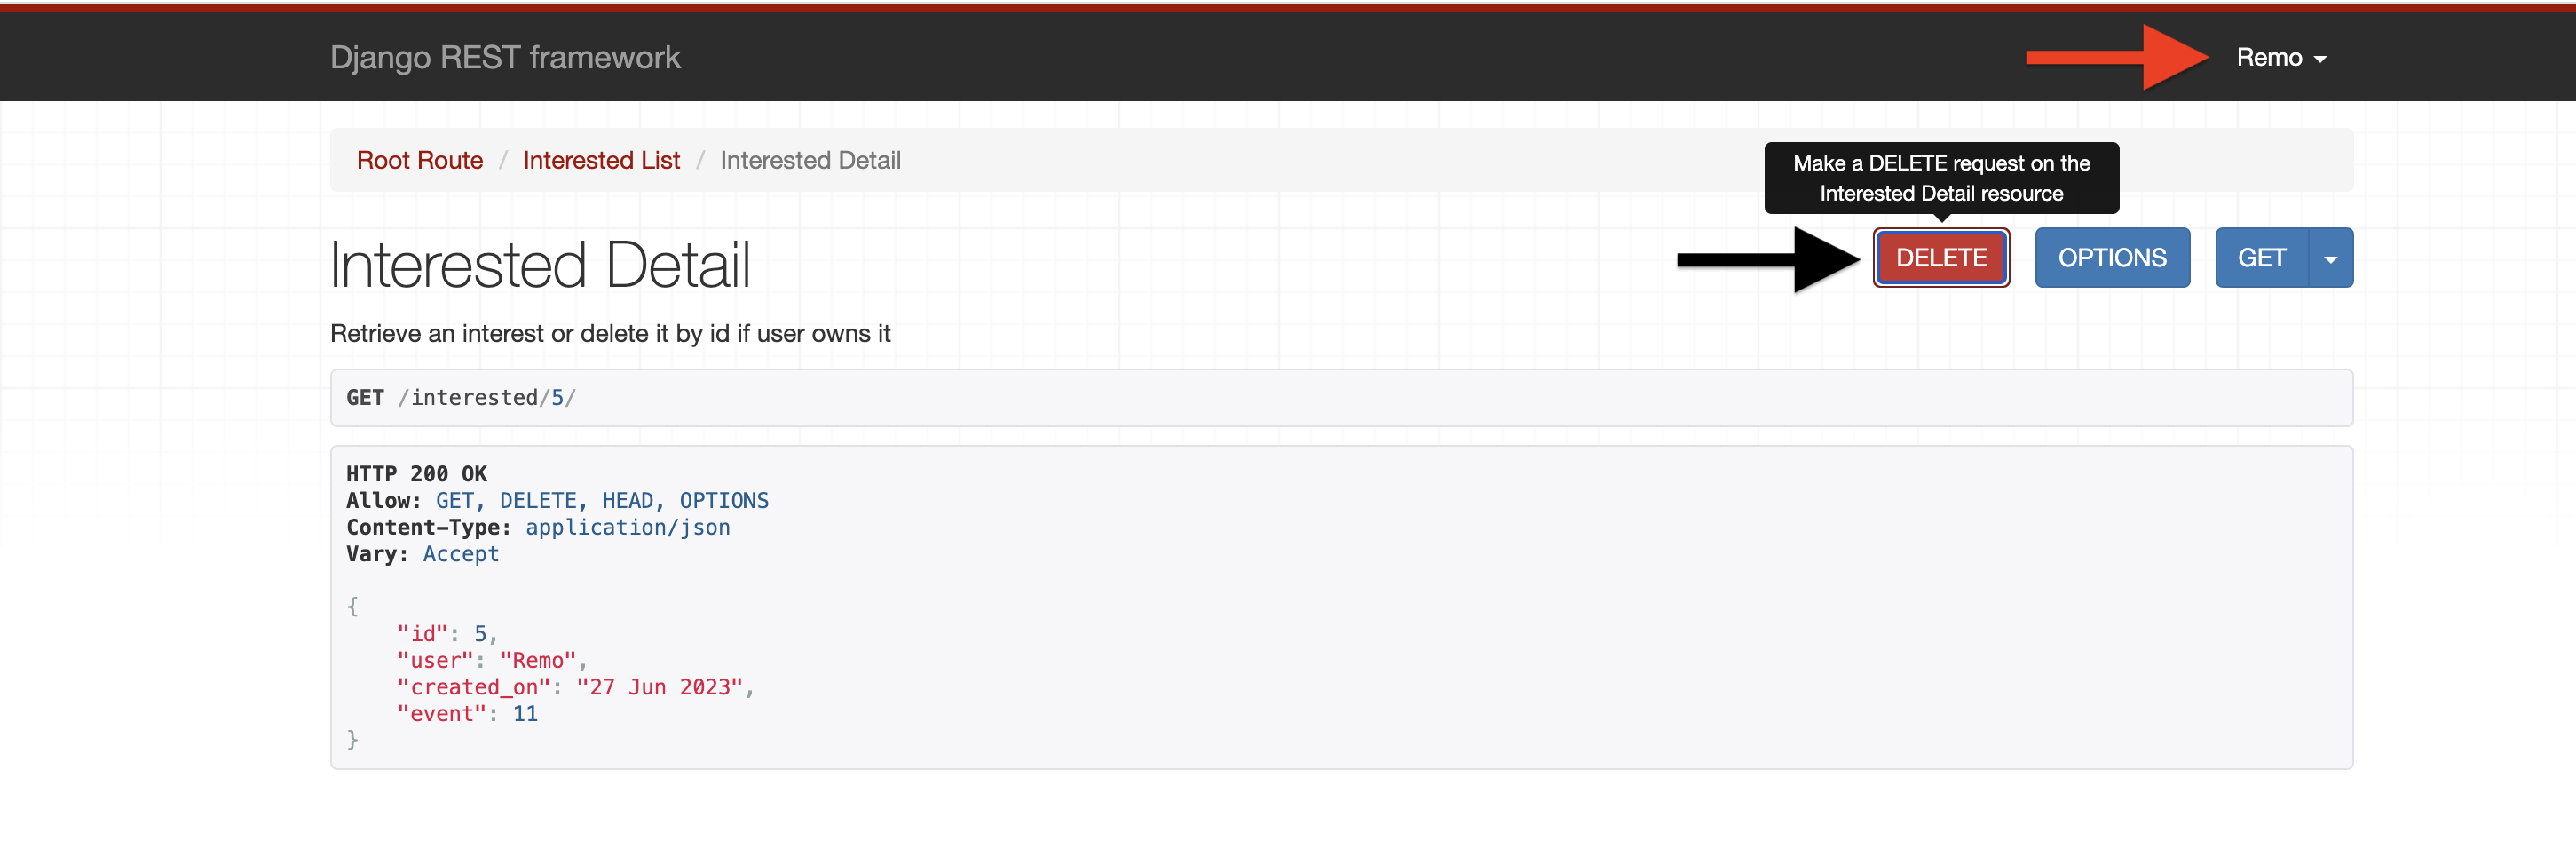 Django REST framework
Remo
Root Route / Interested List / Interested Detail
Make a DELETE request on the
Interested Detail resource
Interested Detail
DELETE
OPTIONS
GET
Retrieve an interest or delete it by id if user owns it
GET /interested/5/
HTTP 200 OK
Allow: GET, DELETE, HEAD, OPTIONS
Content-Type: application/json
Vary: Accept
{
    "id": 5,
    "user": "Remo",
    "created_on": "27 Jun 2023",
    "event": 11
}